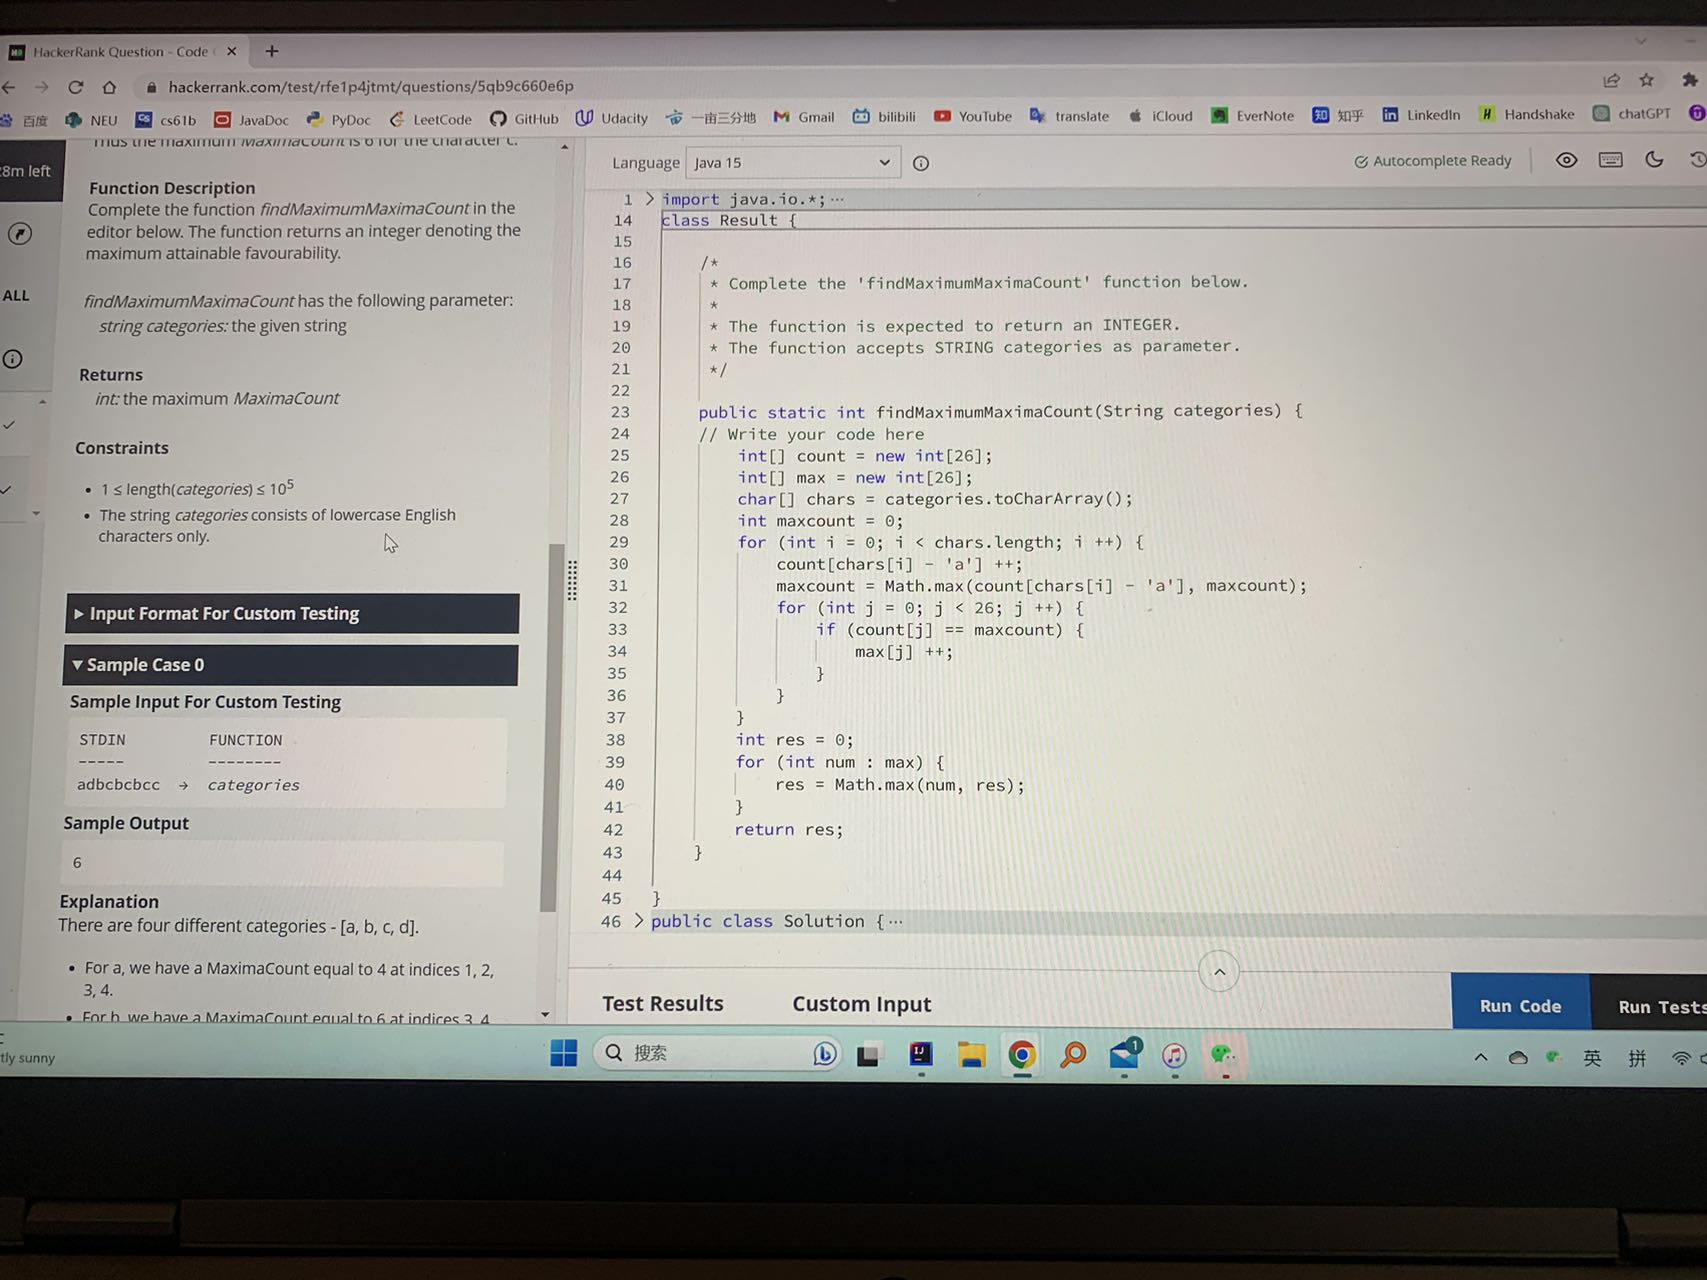 HackerRank Question - Code
hackerrank.com/test/rfe1p4jtmt/questions/5qb9c660e6p
百度 NEU cs61b JavaDoc PyDoc LeetCode GitHub Udacity 一亩三分地 Gmail bilibili YouTube translate iCloud EverNote 知乎 LinkedIn Handshake chatGPT
8m left
ALL
Thus the maximum MaximaCount is 6 for the character c.
Function Description
Complete the function findMaximumMaximaCount in the
editor below. The function returns an integer denoting the
maximum attainable favourability.
findMaximumMaximaCount has the following parameter:
string categories: the given string
Returns
int: the maximum MaximaCount
Constraints
• 1 ≤ length(categories) ≤ 10⁵
• The string categories consists of lowercase English
characters only.
▶ Input Format For Custom Testing
▼ Sample Case 0
Sample Input For Custom Testing
STDIN FUNCTION
----- --------
adbcbcbcc → categories
Sample Output
6
Explanation
There are four different categories - [a, b, c, d].
• For a, we have a MaximaCount equal to 4 at indices 1, 2,
3, 4.
• For b, we have a MaximaCount equal to 6 at indices 3, 4,
Language Java 15
Autocomplete Ready
1 import java.io.*;···
14 class Result {
15
16 /*
17 * Complete the 'findMaximumMaximaCount' function below.
18 *
19 * The function is expected to return an INTEGER.
20 * The function accepts STRING categories as parameter.
21 */
22
23 public static int findMaximumMaximaCount(String categories) {
24 // Write your code here
25 int[] count = new int[26];
26 int[] max = new int[26];
27 char[] chars = categories.toCharArray();
28 int maxcount = 0;
29 for (int i = 0; i < chars.length; i ++) {
30 count[chars[i] - 'a'] ++;
31 maxcount = Math.max(count[chars[i] - 'a'], maxcount);
32 for (int j = 0; j < 26; j ++) {
33 if (count[j] == maxcount) {
34 max[j] ++;
35 }
36 }
37 }
38 int res = 0;
39 for (int num : max) {
40 res = Math.max(num, res);
41 }
42 return res;
43 }
44
45 }
46 public class Solution {···
Test Results Custom Input
Run Code
Run Tests
tly sunny
搜索
1
英 拼